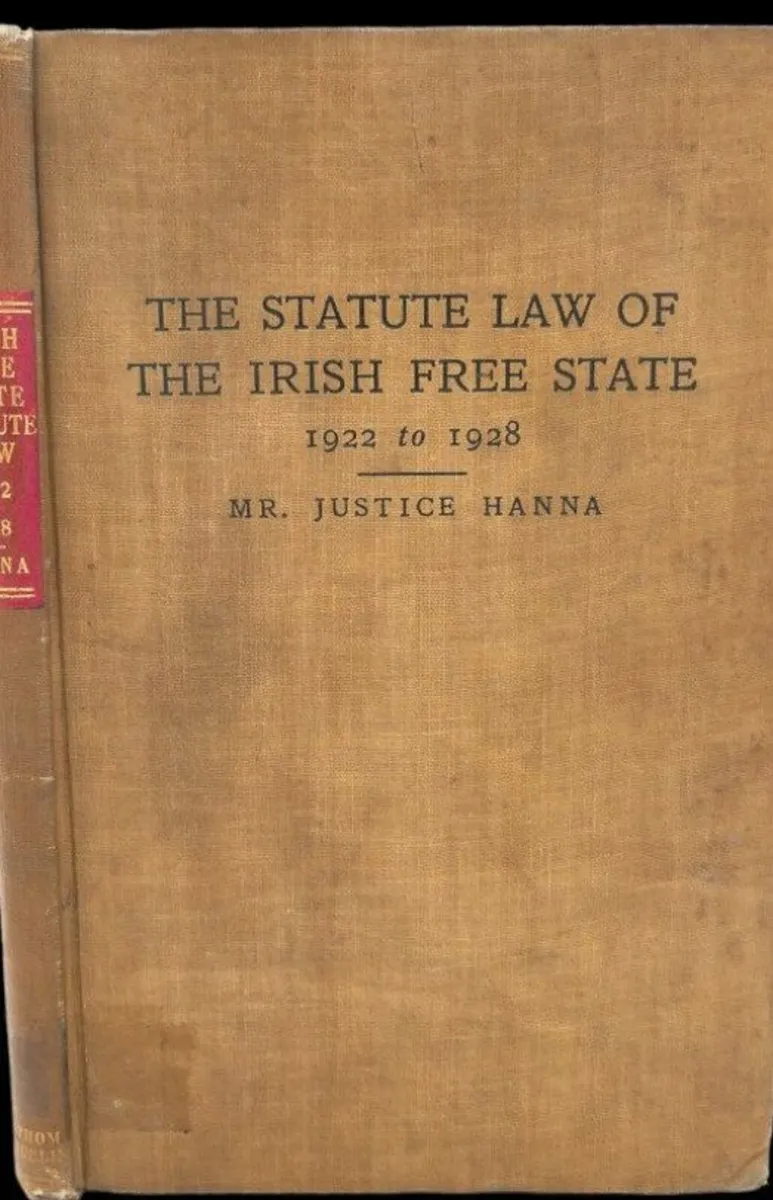 THE STATUTE LAW OF
THE IRISH FREE STATE
1922 to 1928
MR. JUSTICE HANNA